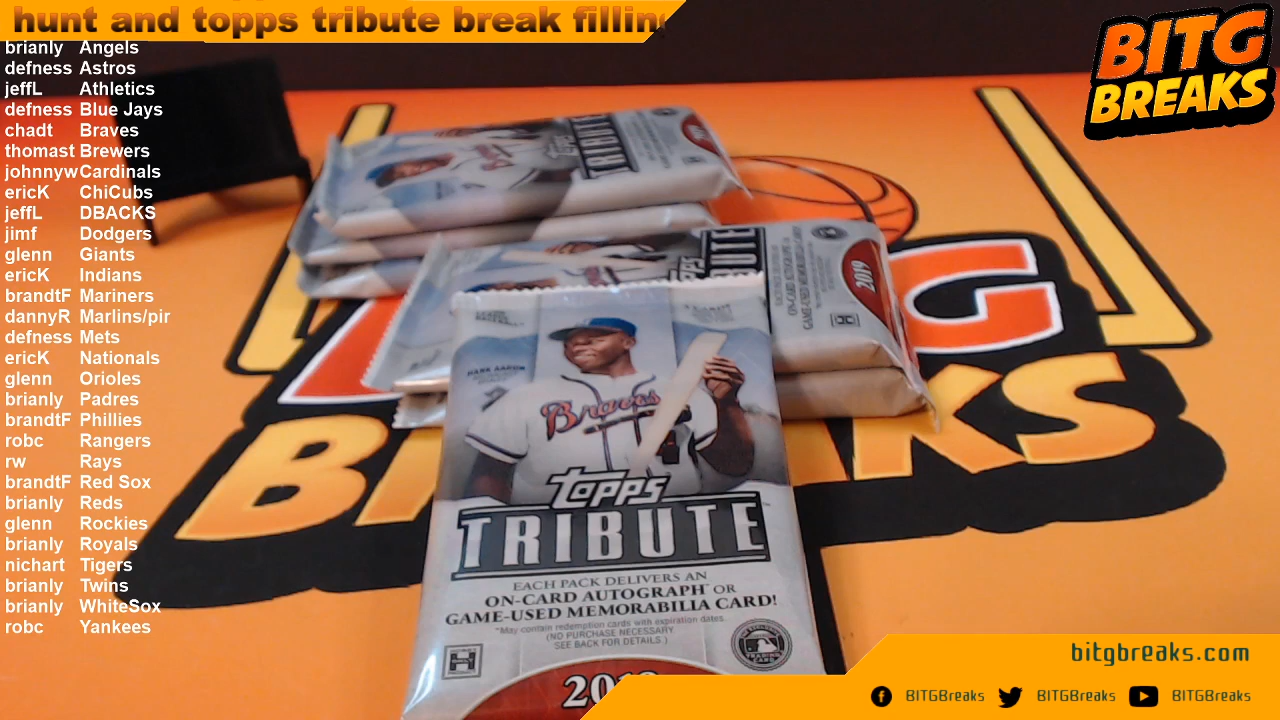 hunt and topps tribute break filling
BITG
BREAKS
brianly Angels
defness Astros
jeffL Athletics
defness Blue Jays
chadt Braves
thomast Brewers
johnnyw Cardinals
ericK ChiCubs
jeffL DBACKS
jimf Dodgers
glenn Giants
ericK Indians
brandtF Mariners
dannyR Marlins/pir
defness Mets
ericK Nationals
glenn Orioles
brianly Padres
brandtF Phillies
robc Rangers
rw Rays
brandtF Red Sox
brianly Reds
glenn Rockies
brianly Royals
nichart Tigers
brianly Twins
brianly WhiteSox
robc Yankees
TRIBUTE
2019
HANK AARON
Braves
topps
TRIBUTE
EACH PACK DELIVERS AN
ON-CARD AUTOGRAPH™ OR
GAME-USED MEMORABILIA CARD!
*May contain redemption cards with expiration dates.
(NO PURCHASE NECESSARY
SEE BACK FOR DETAILS.)
G
KS
bitgbreaks.com
BITGBreaks BITGBreaks BITGBreaks